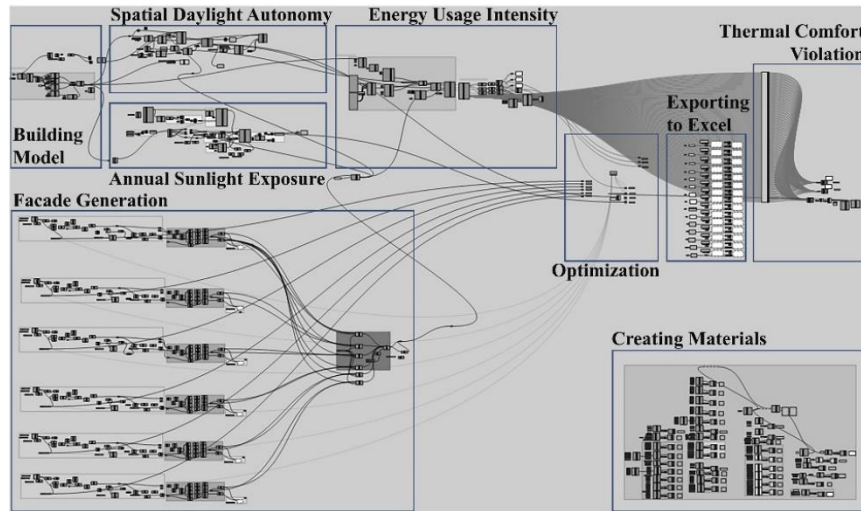 Spatial Daylight Autonomy
Energy Usage Intensity
Thermal Comfort
Violation
Building
Model
Exporting
to Excel
Annual Sunlight Exposure
Facade Generation
Optimization
Creating Materials